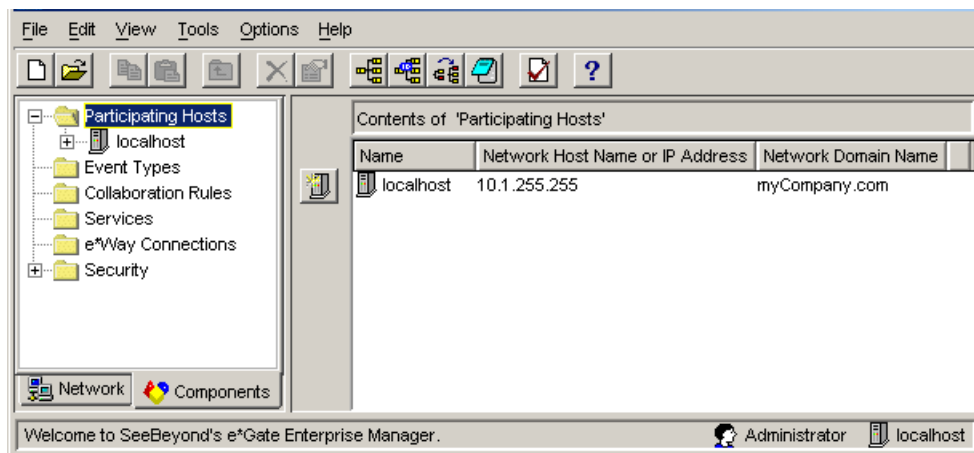 File Edit View Tools Options Help
?
Participating Hosts
localhost
Event Types
Collaboration Rules
Services
e*Way Connections
Security
Network Components
Contents of 'Participating Hosts'
Name Network Host Name or IP Address Network Domain Name
localhost 10.1.255.255 myCompany.com
Welcome to SeeBeyond's e*Gate Enterprise Manager. Administrator localhost